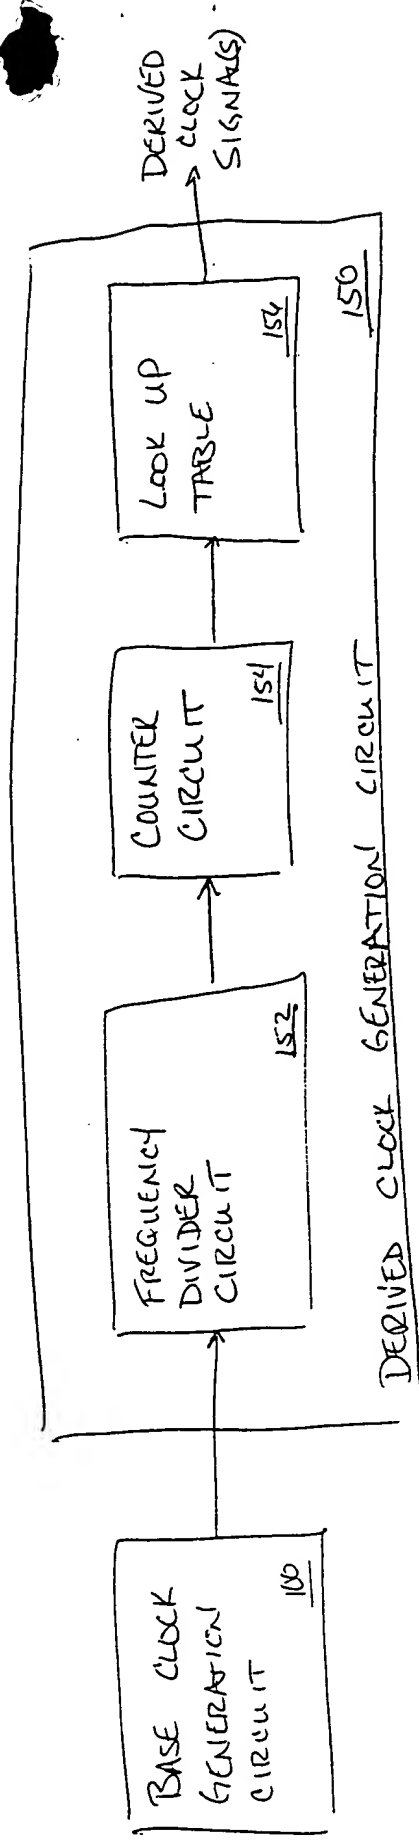 BASE CLOCK
GENERATION
CIRCUIT
100
FREQUENCY
DIVIDER
CIRCUIT
152
COUNTER
CIRCUIT
154
LOOK UP
TABLE
156
DERIVED
CLOCK
SIGNAL(S)
DERIVED CLOCK GENERATION CIRCUIT
150